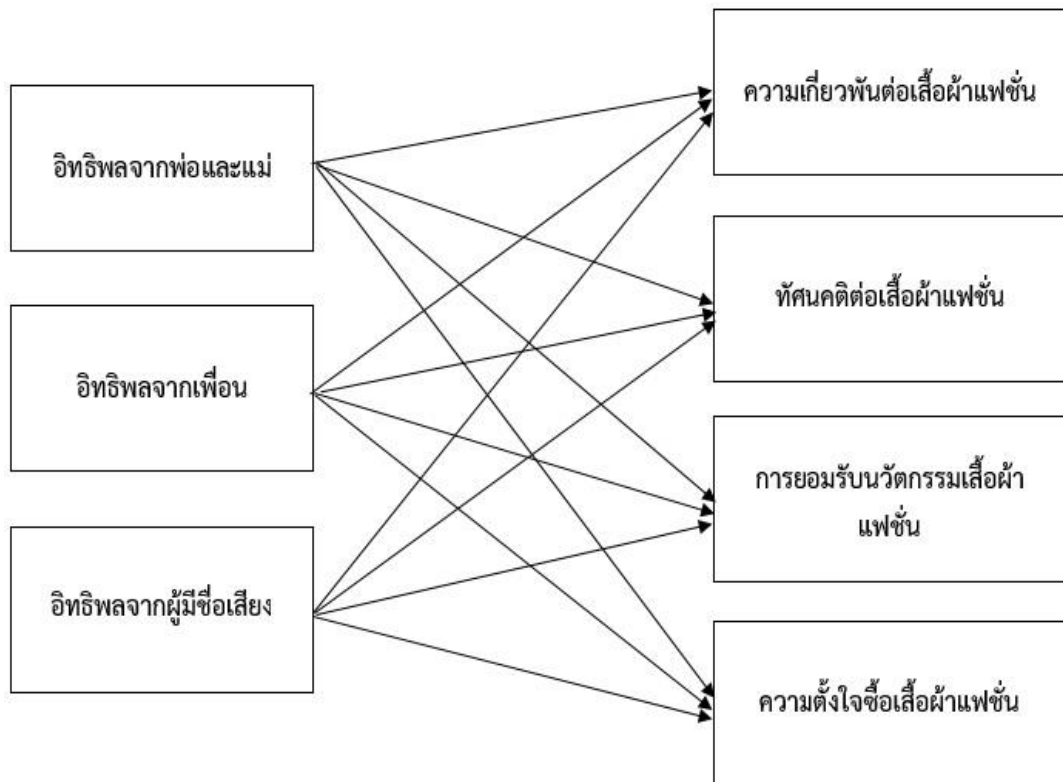 อิทธิพลจากพ่อและแม่
อิทธิพลจากเพื่อน
อิทธิพลจากผู้มีชื่อเสียง
ความเกี่ยวพันต่อเสื้อผ้าแฟชั่น
ทัศนคติต่อเสื้อผ้าแฟชั่น
การยอมรับนวัตกรรมเสื้อผ้า
แฟชั่น
ความตั้งใจซื้อเสื้อผ้าแฟชั่น